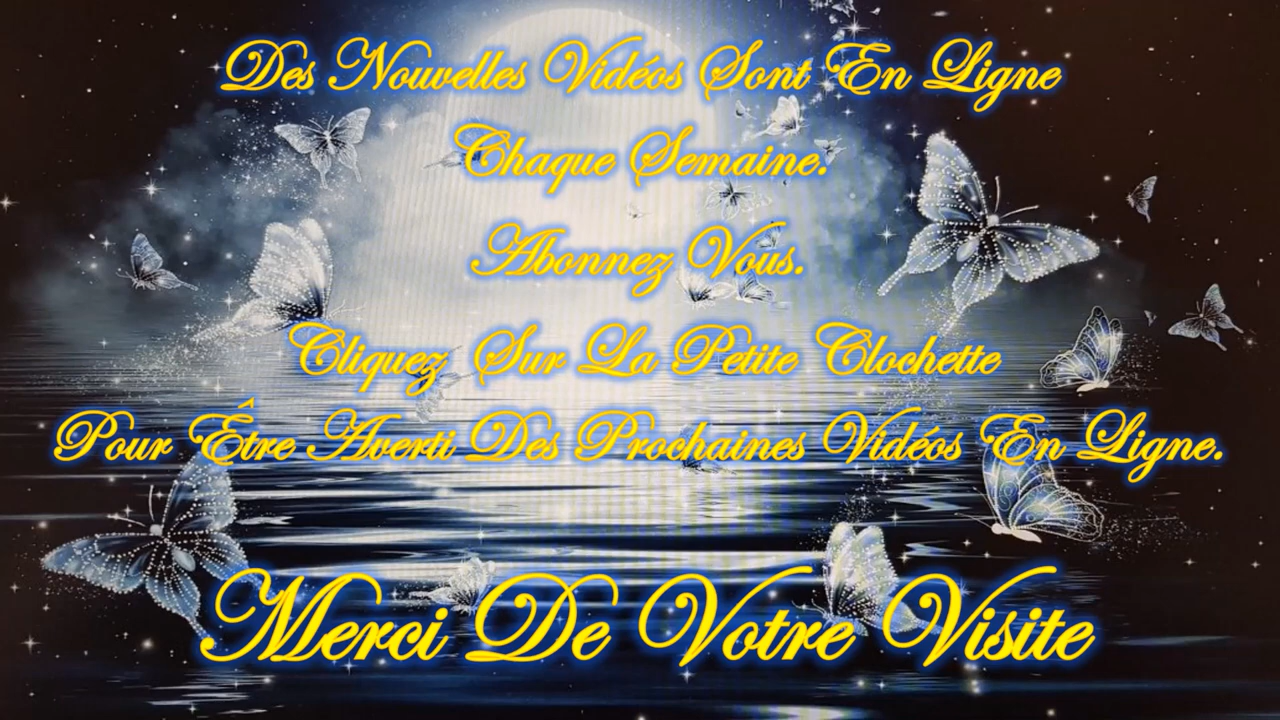 Des Nouvelles Vidéos Sont En Ligne
Chaque Semaine.
Abonnez Vous.
Cliquez Sur La Petite Clochette
Pour Être Averti Des Prochaines Vidéos En Ligne.
Merci De Votre Visite